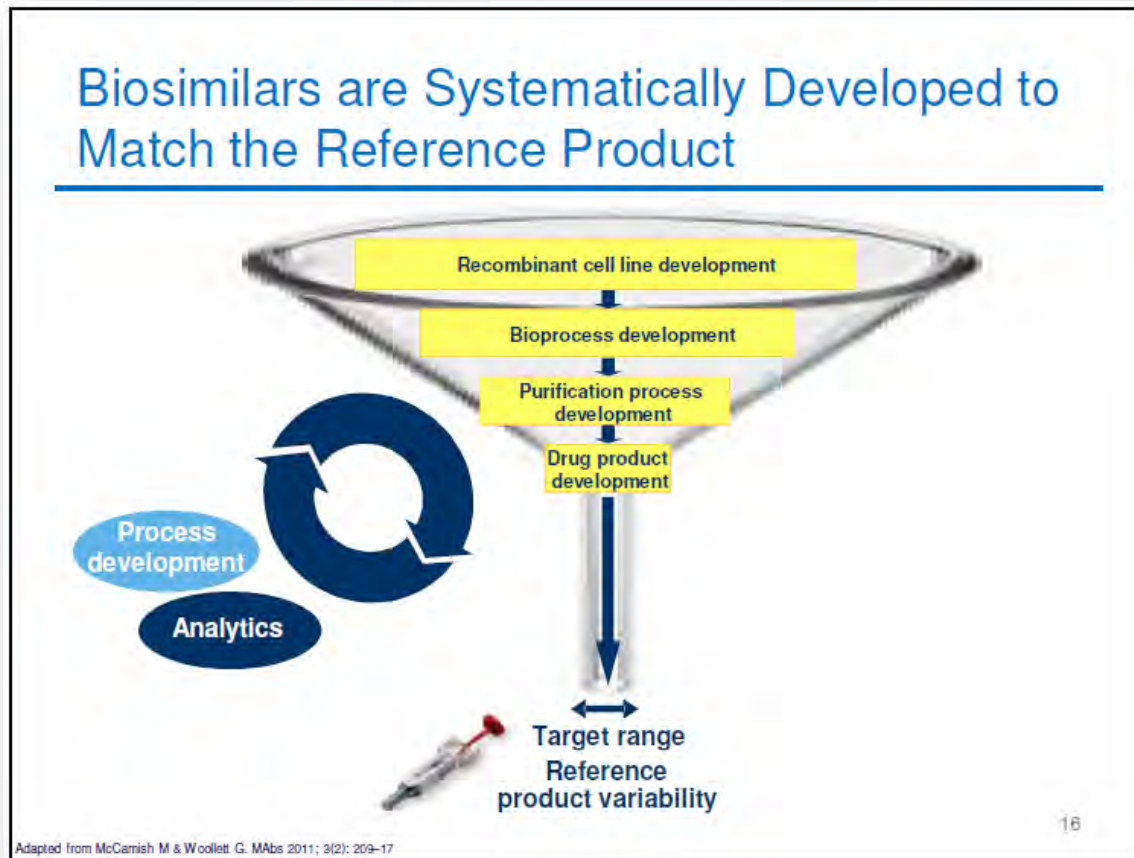 Biosimilars are Systematically Developed to
Match the Reference Product
Recombinant cell line development
Bioprocess development
Purification process
development
Drug product
development
Process
development
Analytics
Target range
Reference
product variability
16
Adapted from McCamish M & Woollett G. MAbs 2011; 3(2): 209–17